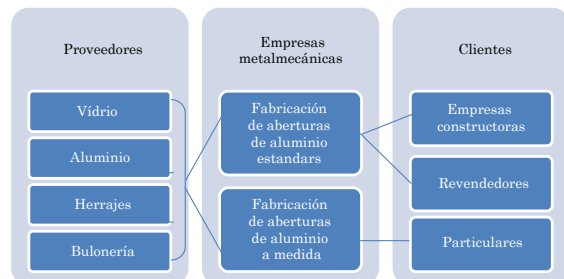 Proveedores
Vídrio
Aluminio
Herrajes
Bulonería
Empresas
metalmecánicas
Fabricación
de aberturas
de aluminio
estandars
Fabricación
de aberturas
de aluminio
a medida
Clientes
Empresas
constructoras
Revendedores
Particulares